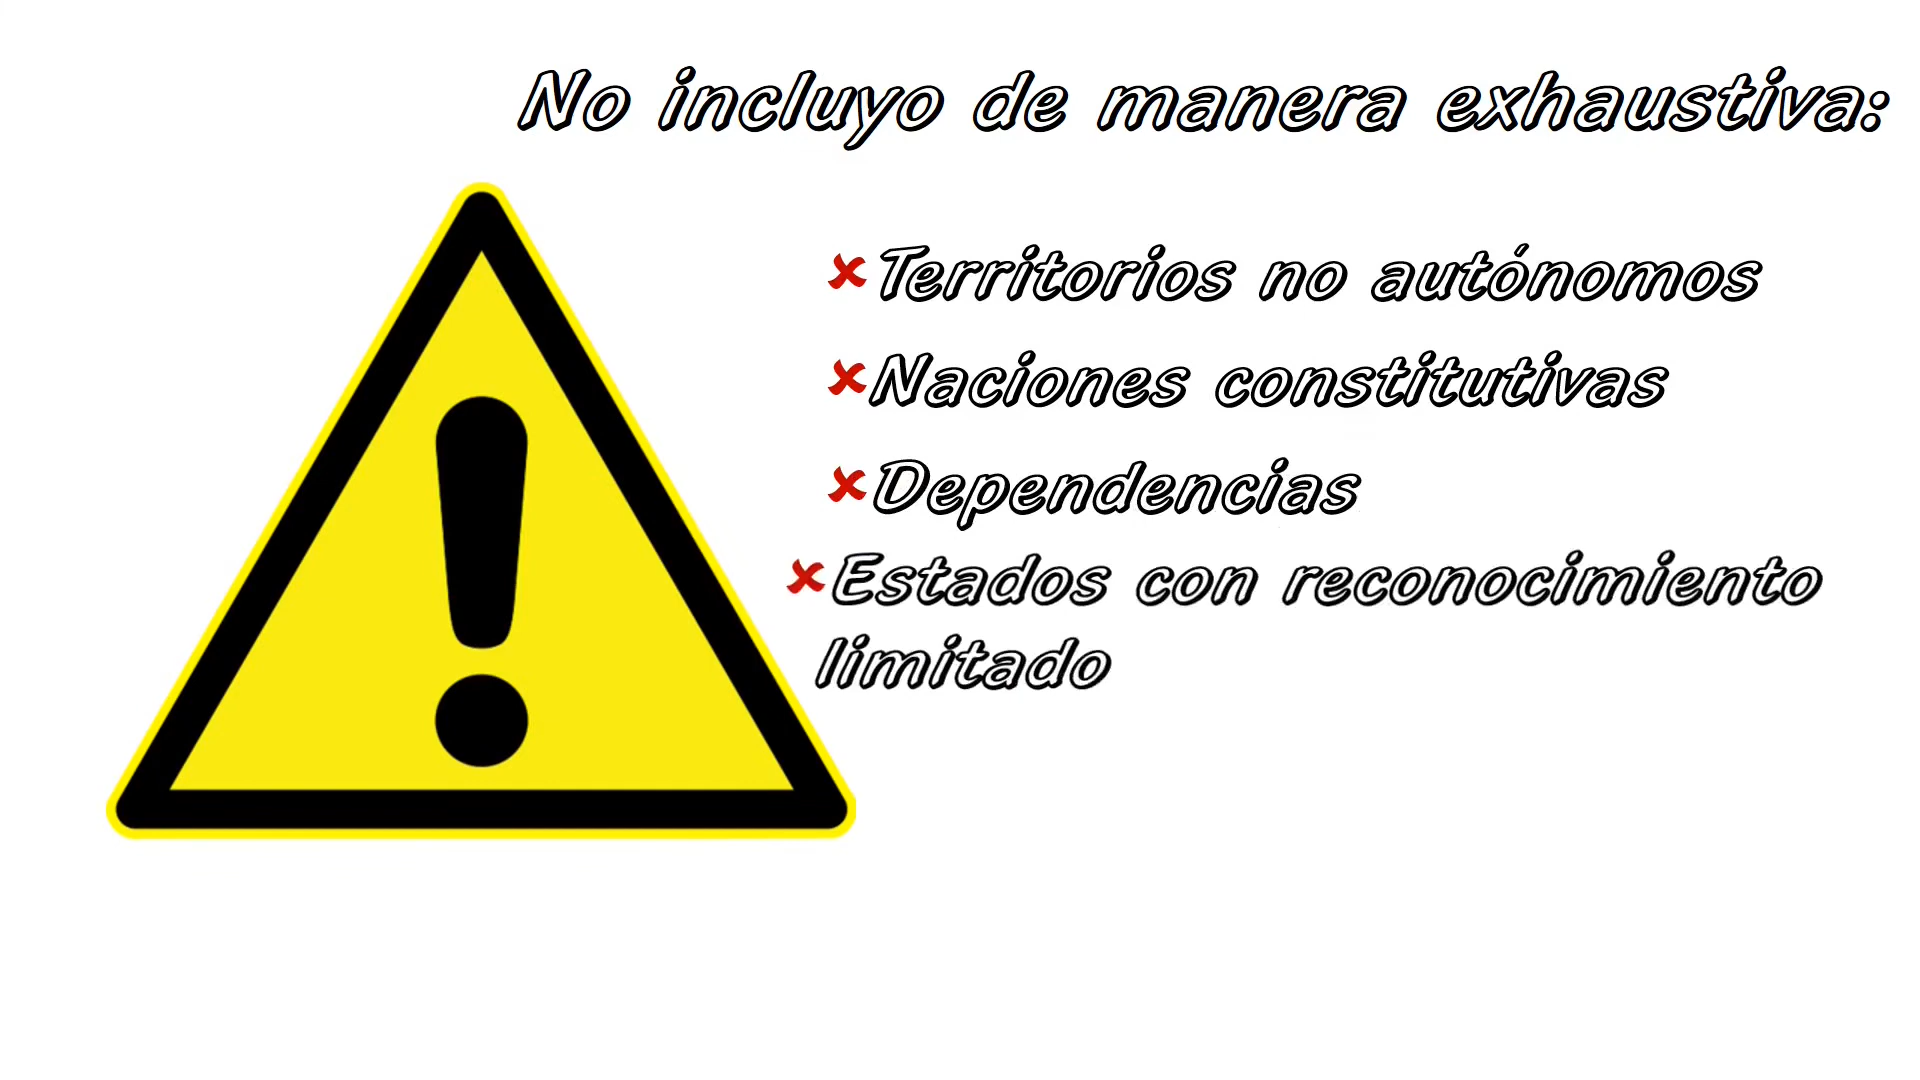 No incluyo de manera exhaustiva:
Territorios no autónomos
Naciones constitutivas
Dependencias
Estados con reconocimiento
limitado